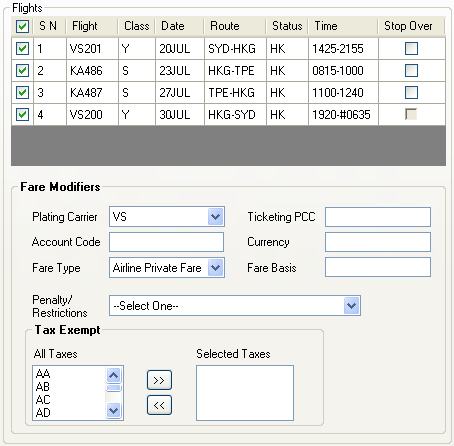 Flights
S N Flight Class Date Route Status Time Stop Over
1 VS201 Y 20JUL SYD-HKG HK 1425-2155
2 KA486 S 23JUL HKG-TPE HK 0815-1000
3 KA487 S 27JUL TPE-HKG HK 1100-1240
4 VS200 Y 30JUL HKG-SYD HK 1920-#0635
Fare Modifiers
Plating Carrier VS Ticketing PCC
Account Code Currency
Fare Type Airline Private Fare Fare Basis
Penalty/
Restrictions --Select One--
Tax Exempt
All Taxes Selected Taxes
AA
AB
AC
AD
>>
<<